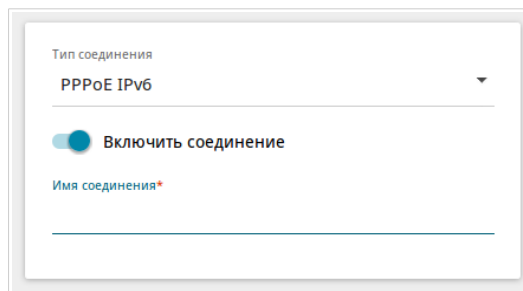 Тип соединения
PPPoE IPv6
Включить соединение
Имя соединения*